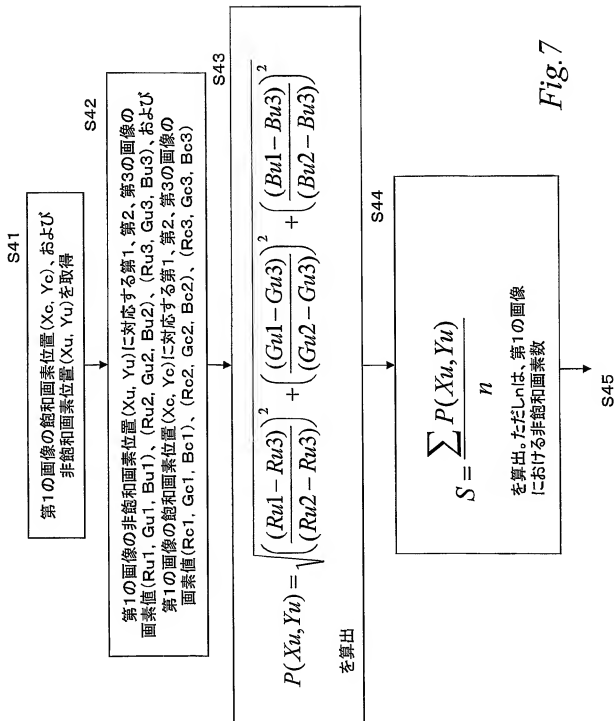 S41
第1の画像の飽和画素位置(Xc, Yc)、および
非飽和画素位置(Xu, Yu)を取得
S42
第1の画像の非飽和画素位置(Xu, Yu)に対応する第1、第2、第3の画像の
画素値(Ru1, Gu1, Bu1)、(Ru2, Gu2, Bu2)、(Ru3, Gu3, Bu3)、および
第1の画像の飽和画素位置(Xc, Yc)に対応する第1、第2、第3の画像の
画素値(Rc1, Gc1, Bc1)、(Rc2, Gc2, Bc2)、(Rc3, Gc3, Bc3)
S43
P(Xu,Yu) = √(((Ru1−Ru3)/(Ru2−Ru3))² + ((Gu1−Gu3)/(Gu2−Gu3))² + ((Bu1−Bu3)/(Bu2−Bu3))²)
を算出
S44
S = ∑P(Xu,Yu)/n
を算出。ただしnは、第1の画像
における非飽和画素数
S45
Fig.7